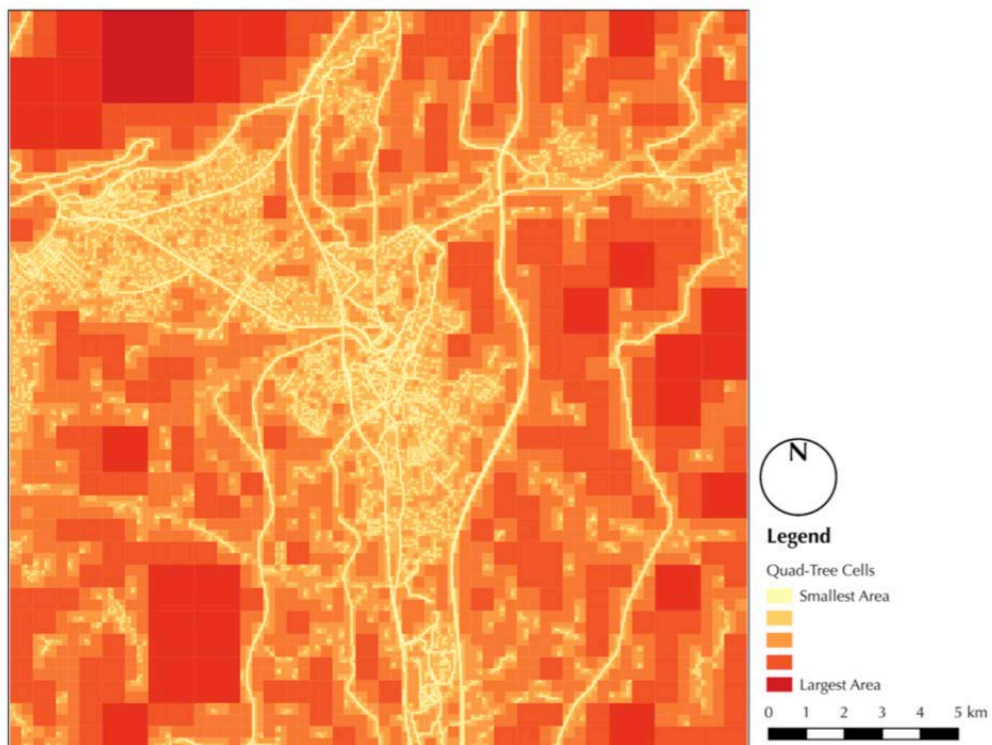 N
Legend
Quad-Tree Cells
Smallest Area
Largest Area
0 1 2 3 4 5 km